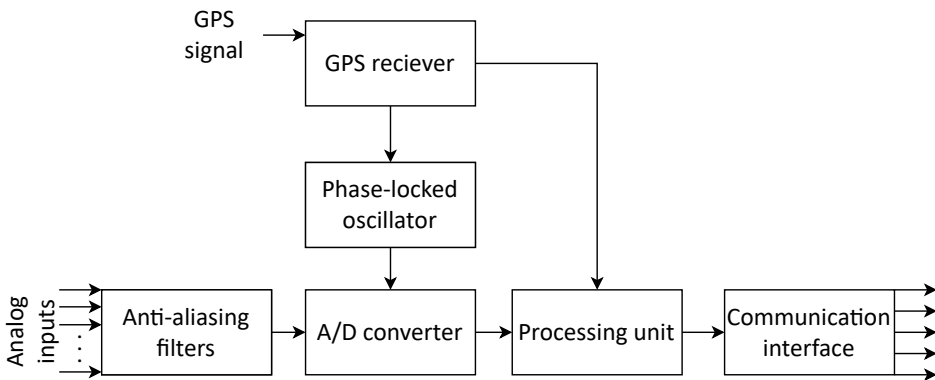 GPS
signal
GPS reciever
Phase-locked
oscillator
Analog
inputs
Anti-aliasing
filters
A/D converter
Processing unit
Communication
interface